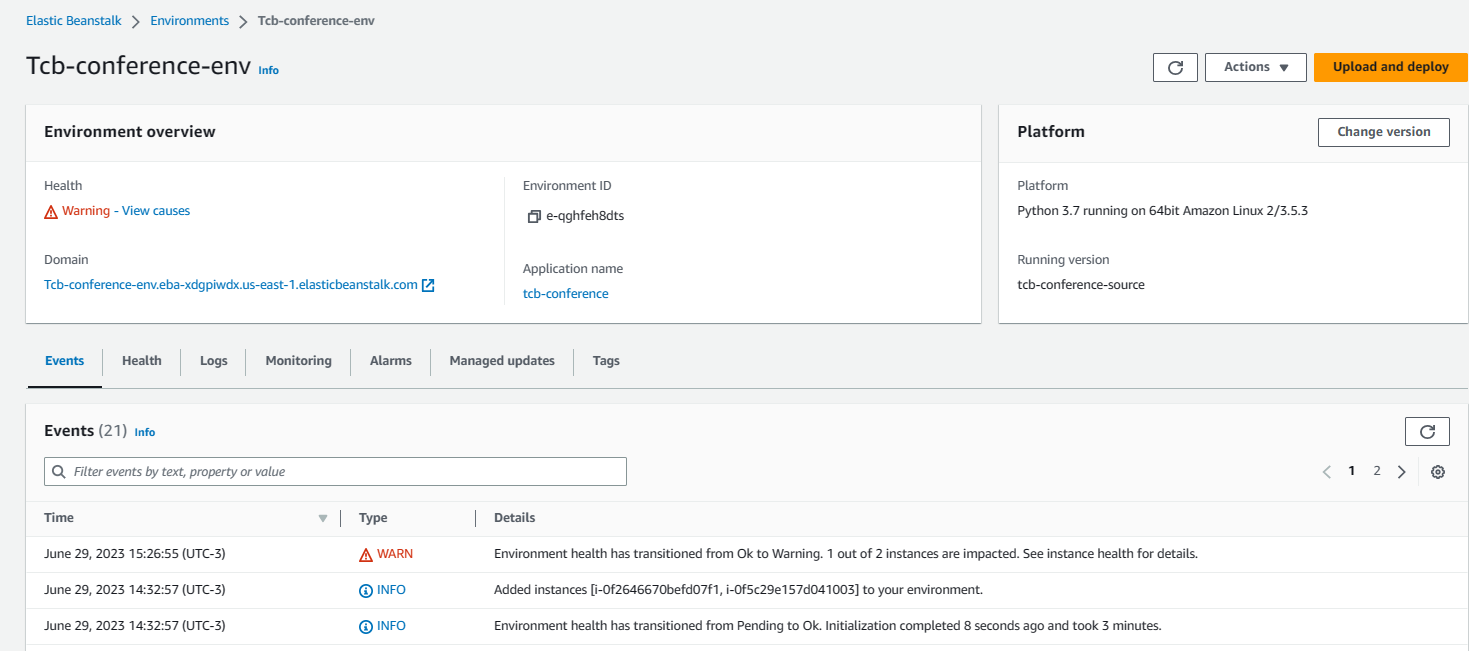 Elastic Beanstalk > Environments > Tcb-conference-env
Tcb-conference-env Info
Actions
Upload and deploy
Environment overview
Health
Warning - View causes
Domain
Tcb-conference-env.eba-xdgpiwdx.us-east-1.elasticbeanstalk.com
Environment ID
e-qghfeh8dts
Application name
tcb-conference
Platform
Change version
Platform
Python 3.7 running on 64bit Amazon Linux 2/3.5.3
Running version
tcb-conference-source
Events Health Logs Monitoring Alarms Managed updates Tags
Events (21) Info
Filter events by text, property or value
1 2
Time Type Details
June 29, 2023 15:26:55 (UTC-3) WARN Environment health has transitioned from Ok to Warning. 1 out of 2 instances are impacted. See instance health for details.
June 29, 2023 14:32:57 (UTC-3) INFO Added instances [i-0f2646670befd07f1, i-0f5c29e157d041003] to your environment.
June 29, 2023 14:32:57 (UTC-3) INFO Environment health has transitioned from Pending to Ok. Initialization completed 8 seconds ago and took 3 minutes.